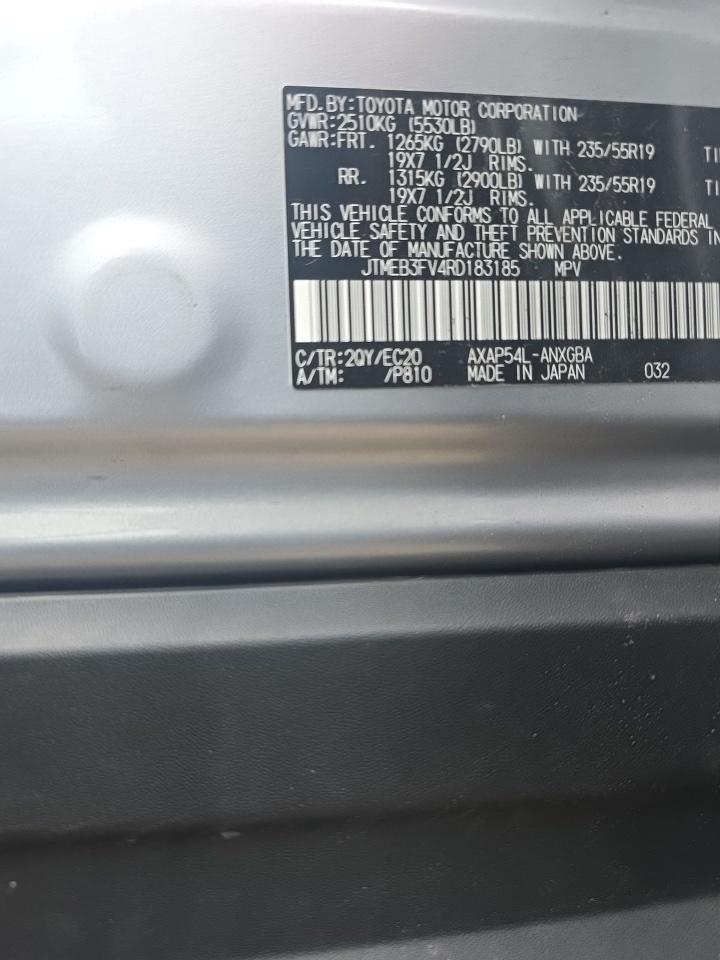 MFD.BY:TOYOTA MOTOR CORPORATION
GVWR:2510KG (5530LB)
GAWR:FRT. 1265KG (2790LB) WITH 235/55R19 TI
19X7 1/2J RIMS.
RR. 1315KG (2900LB) WITH 235/55R19 TI
19X7 1/2J RIMS.
THIS VEHICLE CONFORMS TO ALL APPLICABLE FEDERAL
VEHICLE SAFETY AND THEFT PREVENTION STANDARDS IN
THE DATE OF MANUFACTURE SHOWN ABOVE.
JTMEB3FV4RD183185 MPV
C/TR:2QY/EC20 AXAP54L-ANXGBA
A/TM: /P810 MADE IN JAPAN 032